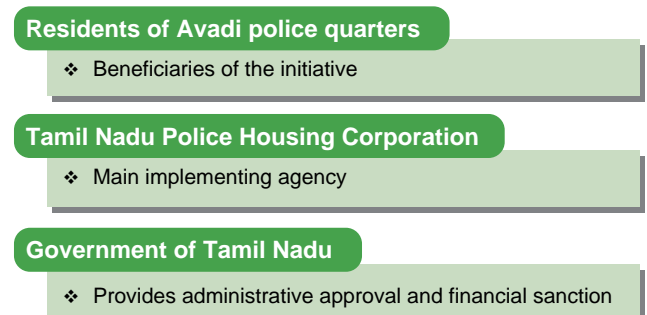 Residents of Avadi police quarters
❖ Beneficiaries of the initiative
Tamil Nadu Police Housing Corporation
❖ Main implementing agency
Government of Tamil Nadu
❖ Provides administrative approval and financial sanction